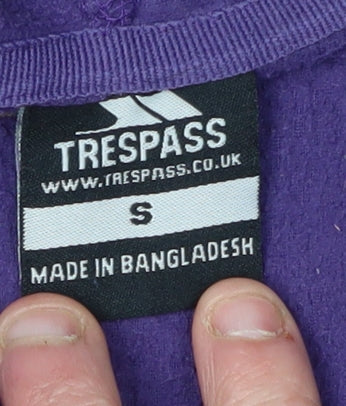 TRESPASS
WWW.TRESPASS.CO.UK
S
MADE IN BANGLADESH